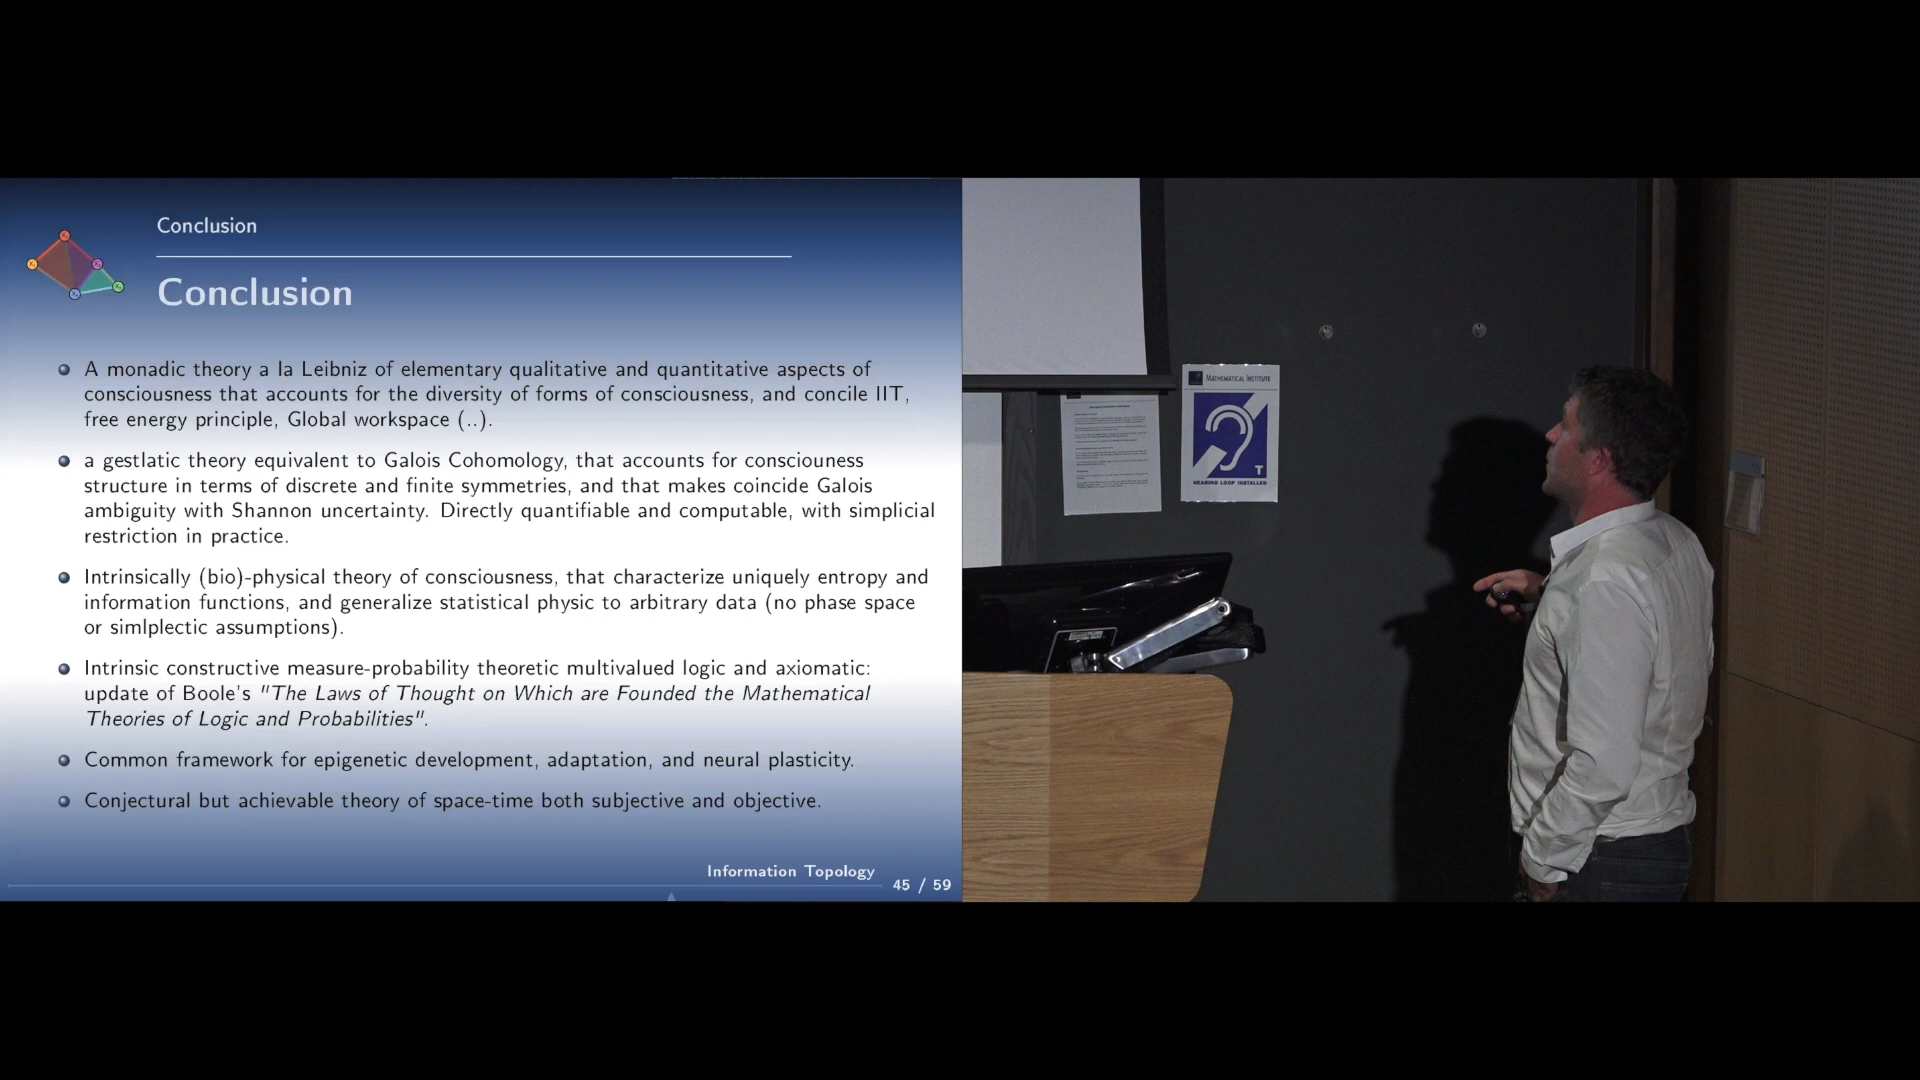 Conclusion
Conclusion
A monadic theory a la Leibniz of elementary qualitative and quantitative aspects of
consciousness that accounts for the diversity of forms of consciousness, and concile IIT,
free energy principle, Global workspace (..).
a gestlatic theory equivalent to Galois Cohomology, that accounts for consciouness
structure in terms of discrete and finite symmetries, and that makes coincide Galois
ambiguity with Shannon uncertainty. Directly quantifiable and computable, with simplicial
restriction in practice.
Intrinsically (bio)-physical theory of consciousness, that characterize uniquely entropy and
information functions, and generalize statistical physic to arbitrary data (no phase space
or simlplectic assumptions).
Intrinsic constructive measure-probability theoretic multivalued logic and axiomatic:
update of Boole's "The Laws of Thought on Which are Founded the Mathematical
Theories of Logic and Probabilities".
Common framework for epigenetic development, adaptation, and neural plasticity.
Conjectural but achievable theory of space-time both subjective and objective.
Information Topology
45 / 59
MATHEMATICAL INSTITUTE
T
HEARING LOOP INSTALLED